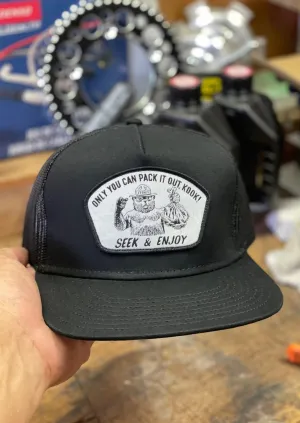 ONLY YOU CAN PACK IT OUT KOOK!
SEEK & ENJOY